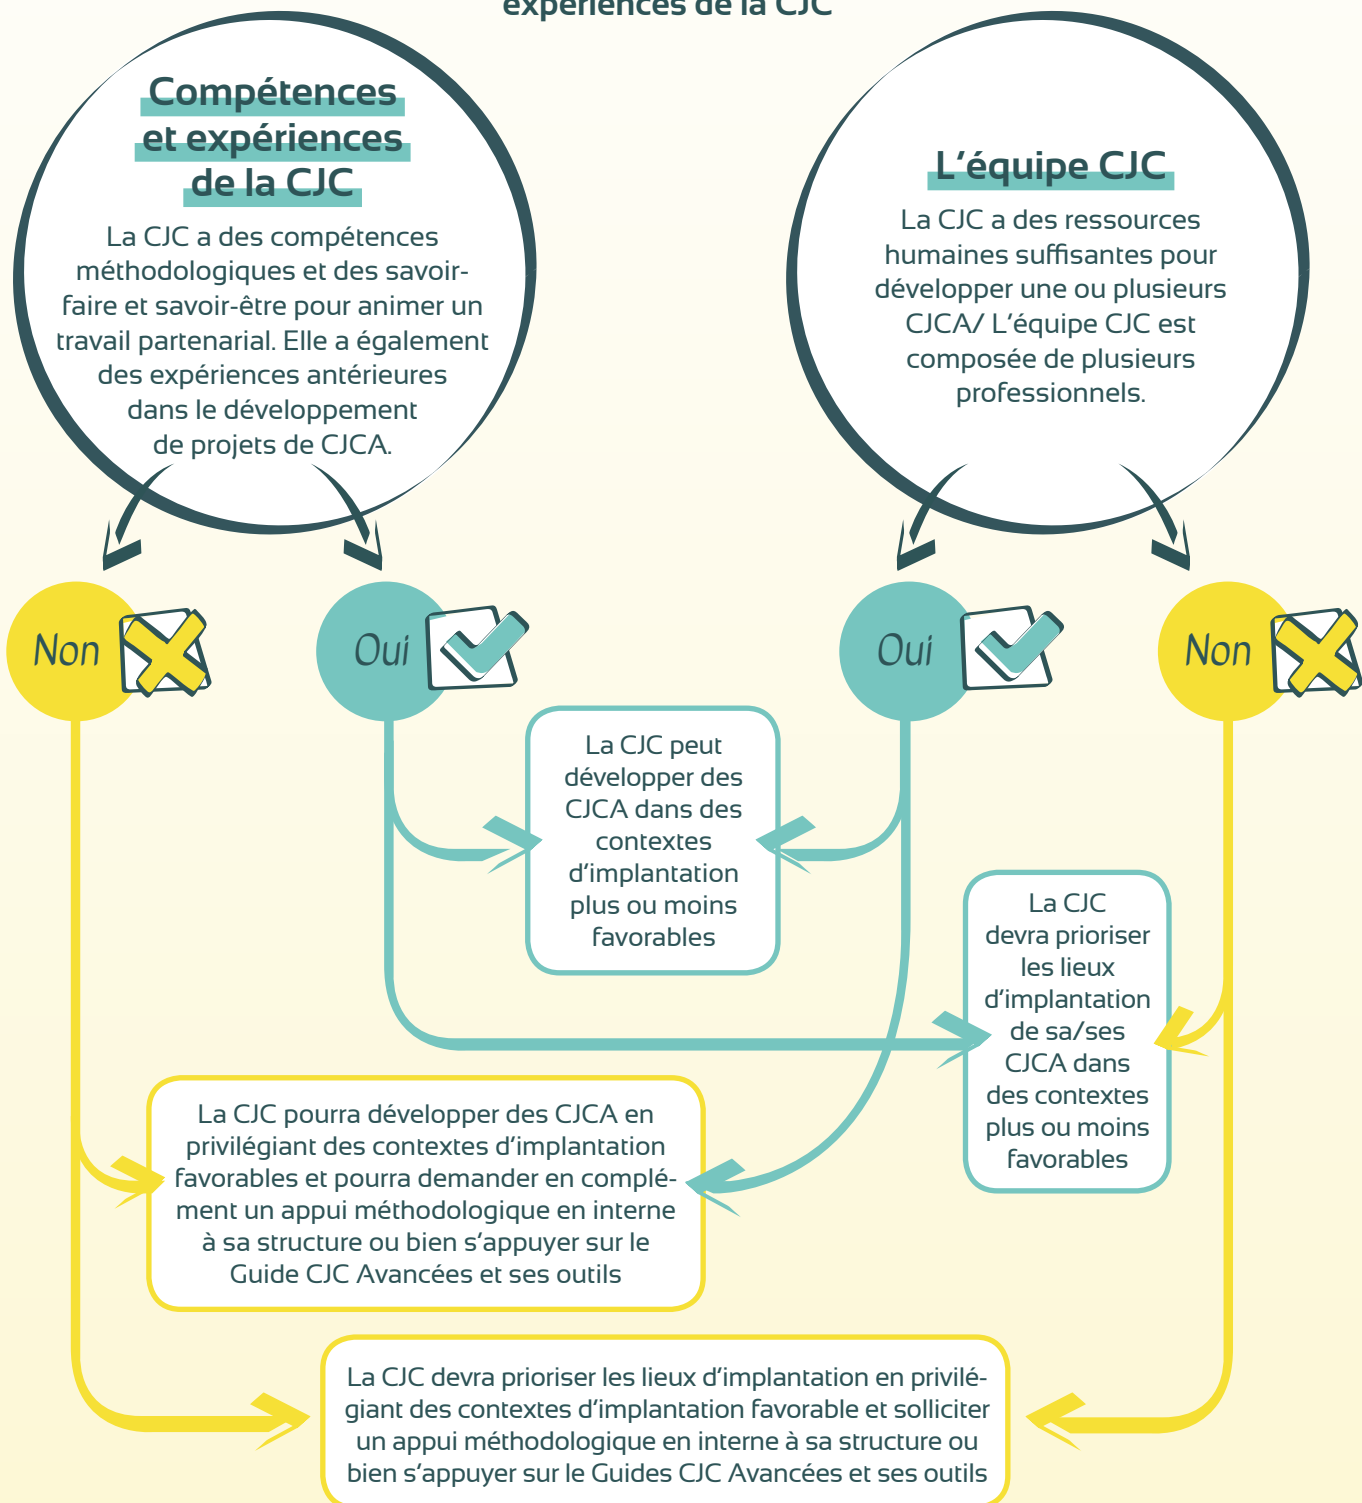 expériences de la CJC
Compétences
et expériences
de la CJC
La CJC a des compétences
méthodologiques et des savoir-
faire et savoir-être pour animer un
travail partenarial. Elle a également
des expériences antérieures
dans le développement
de projets de CJCA.
L'équipe CJC
La CJC a des ressources
humaines suffisantes pour
développer une ou plusieurs
CJCA/ L'équipe CJC est
composée de plusieurs
professionnels.
Non
Oui
Oui
Non
La CJC peut
développer des
CJCA dans des
contextes
d'implantation
plus ou moins
favorables
La CJC
devra prioriser
les lieux
d'implantation
de sa/ses
CJCA dans
des contextes
plus ou moins
favorables
La CJC pourra développer des CJCA en
privilégiant des contextes d'implantation
favorables et pourra demander en complé-
ment un appui méthodologique en interne
à sa structure ou bien s'appuyer sur le
Guide CJC Avancées et ses outils
La CJC devra prioriser les lieux d'implantation en privilé-
giant des contextes d'implantation favorable et solliciter
un appui méthodologique en interne à sa structure ou
bien s'appuyer sur le Guides CJC Avancées et ses outils